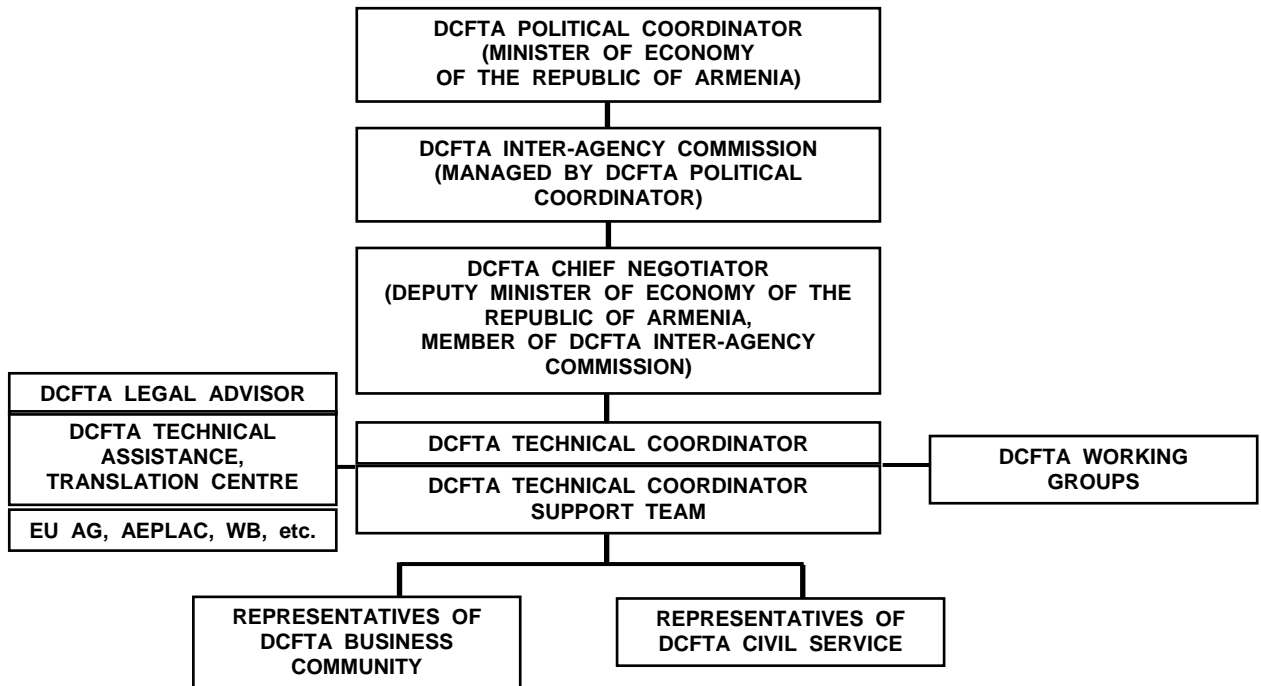 DCFTA POLITICAL COORDINATOR
(MINISTER OF ECONOMY
OF THE REPUBLIC OF ARMENIA)
DCFTA INTER-AGENCY COMMISSION
(MANAGED BY DCFTA POLITICAL
COORDINATOR)
DCFTA CHIEF NEGOTIATOR
(DEPUTY MINISTER OF ECONOMY OF THE
REPUBLIC OF ARMENIA,
MEMBER OF DCFTA INTER-AGENCY
COMMISSION)
DCFTA LEGAL ADVISOR
DCFTA TECHNICAL
ASSISTANCE,
TRANSLATION CENTRE
EU AG, AEPLAC, WB, etc.
DCFTA TECHNICAL COORDINATOR
DCFTA TECHNICAL COORDINATOR
SUPPORT TEAM
DCFTA WORKING
GROUPS
REPRESENTATIVES OF
DCFTA BUSINESS
COMMUNITY
REPRESENTATIVES OF
DCFTA CIVIL SERVICE